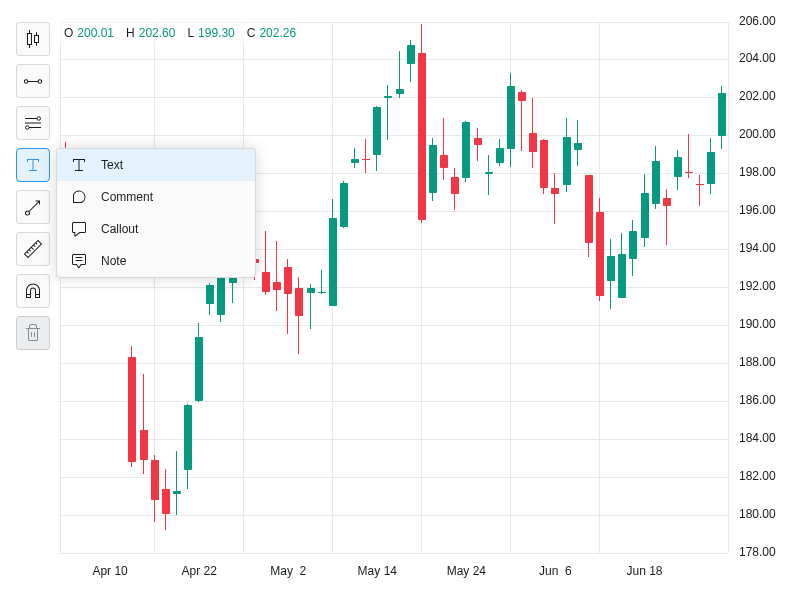 O 200.01 H 202.60 L 199.30 C 202.26
206.00
204.00
202.00
200.00
198.00
196.00
194.00
192.00
190.00
188.00
186.00
184.00
182.00
180.00
178.00
Text
Comment
Callout
Note
Apr 10 Apr 22 May 2 May 14 May 24 Jun 6 Jun 18